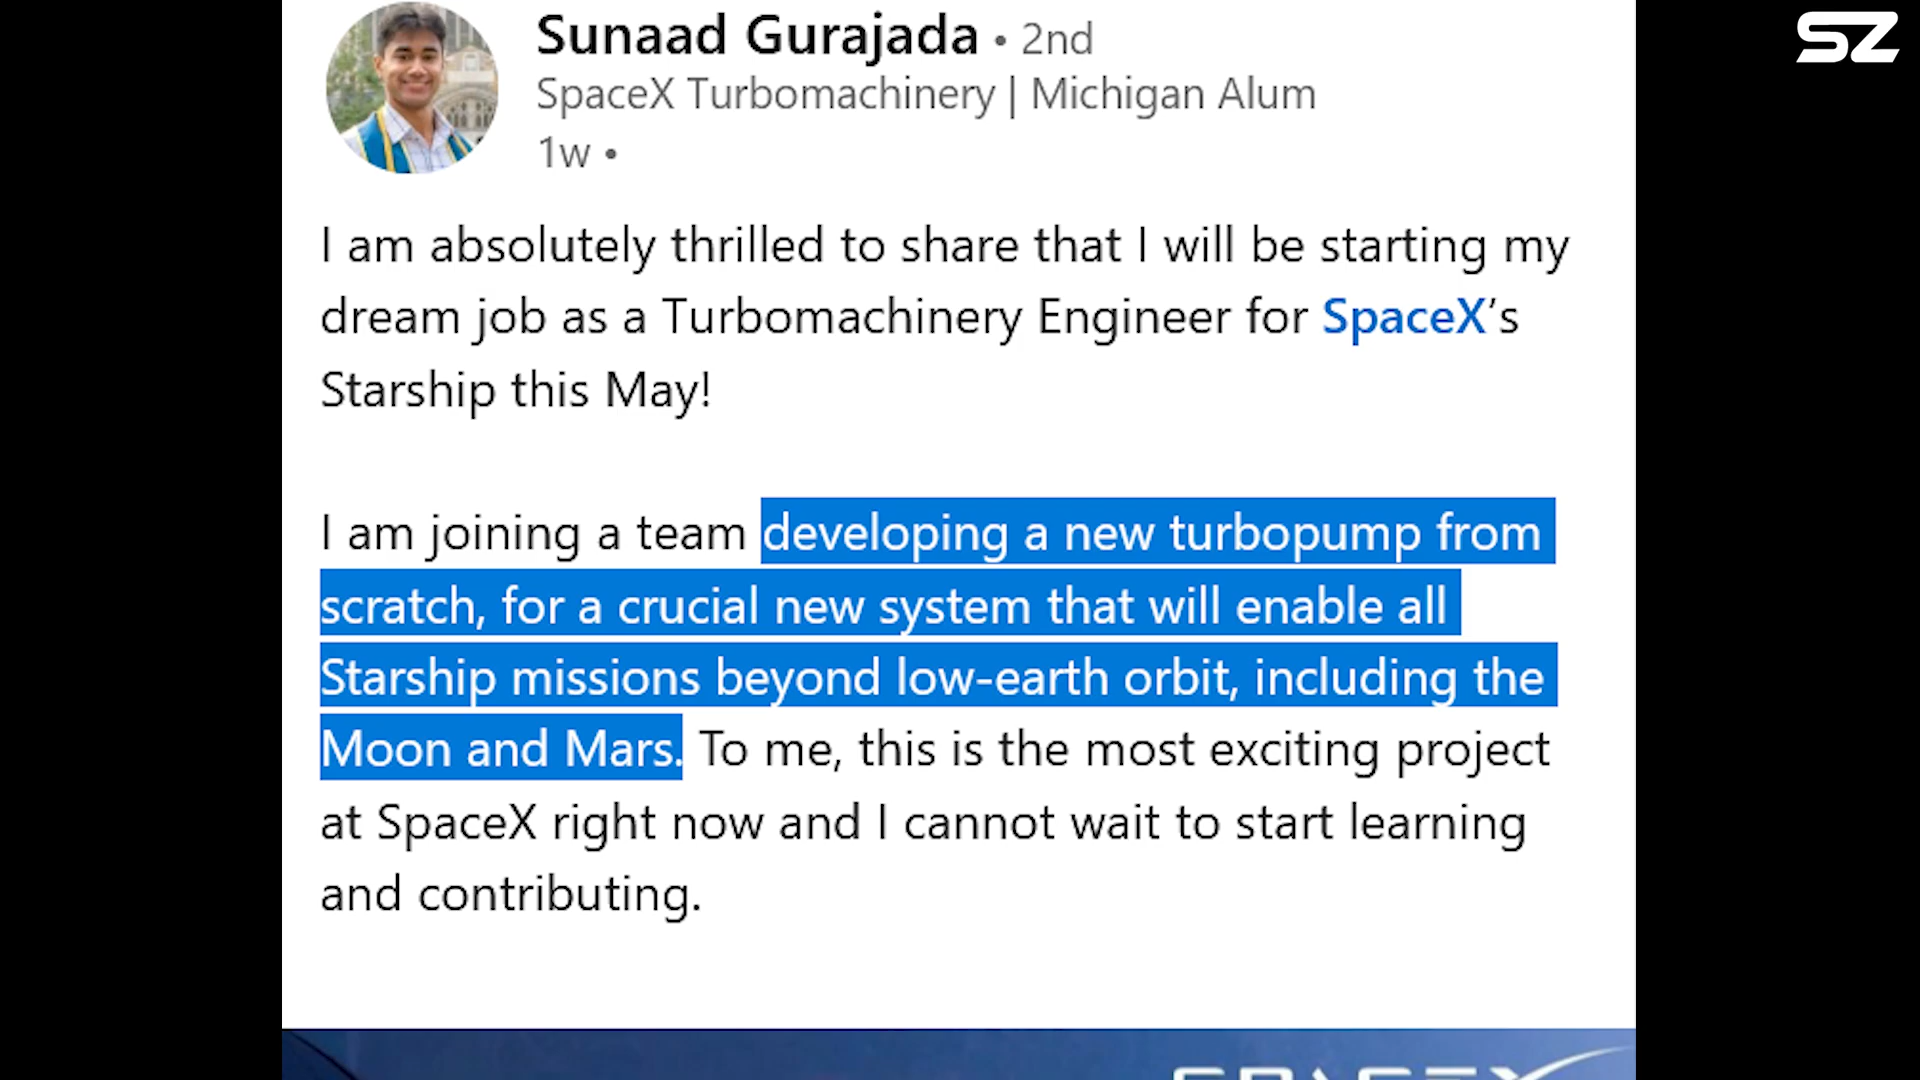 SZ
Sunaad Gurajada • 2nd
SpaceX Turbomachinery | Michigan Alum
1w •
I am absolutely thrilled to share that I will be starting my
dream job as a Turbomachinery Engineer for SpaceX’s
Starship this May!
I am joining a team developing a new turbopump from
scratch, for a crucial new system that will enable all
Starship missions beyond low-earth orbit, including the
Moon and Mars. To me, this is the most exciting project
at SpaceX right now and I cannot wait to start learning
and contributing.
SPACEX